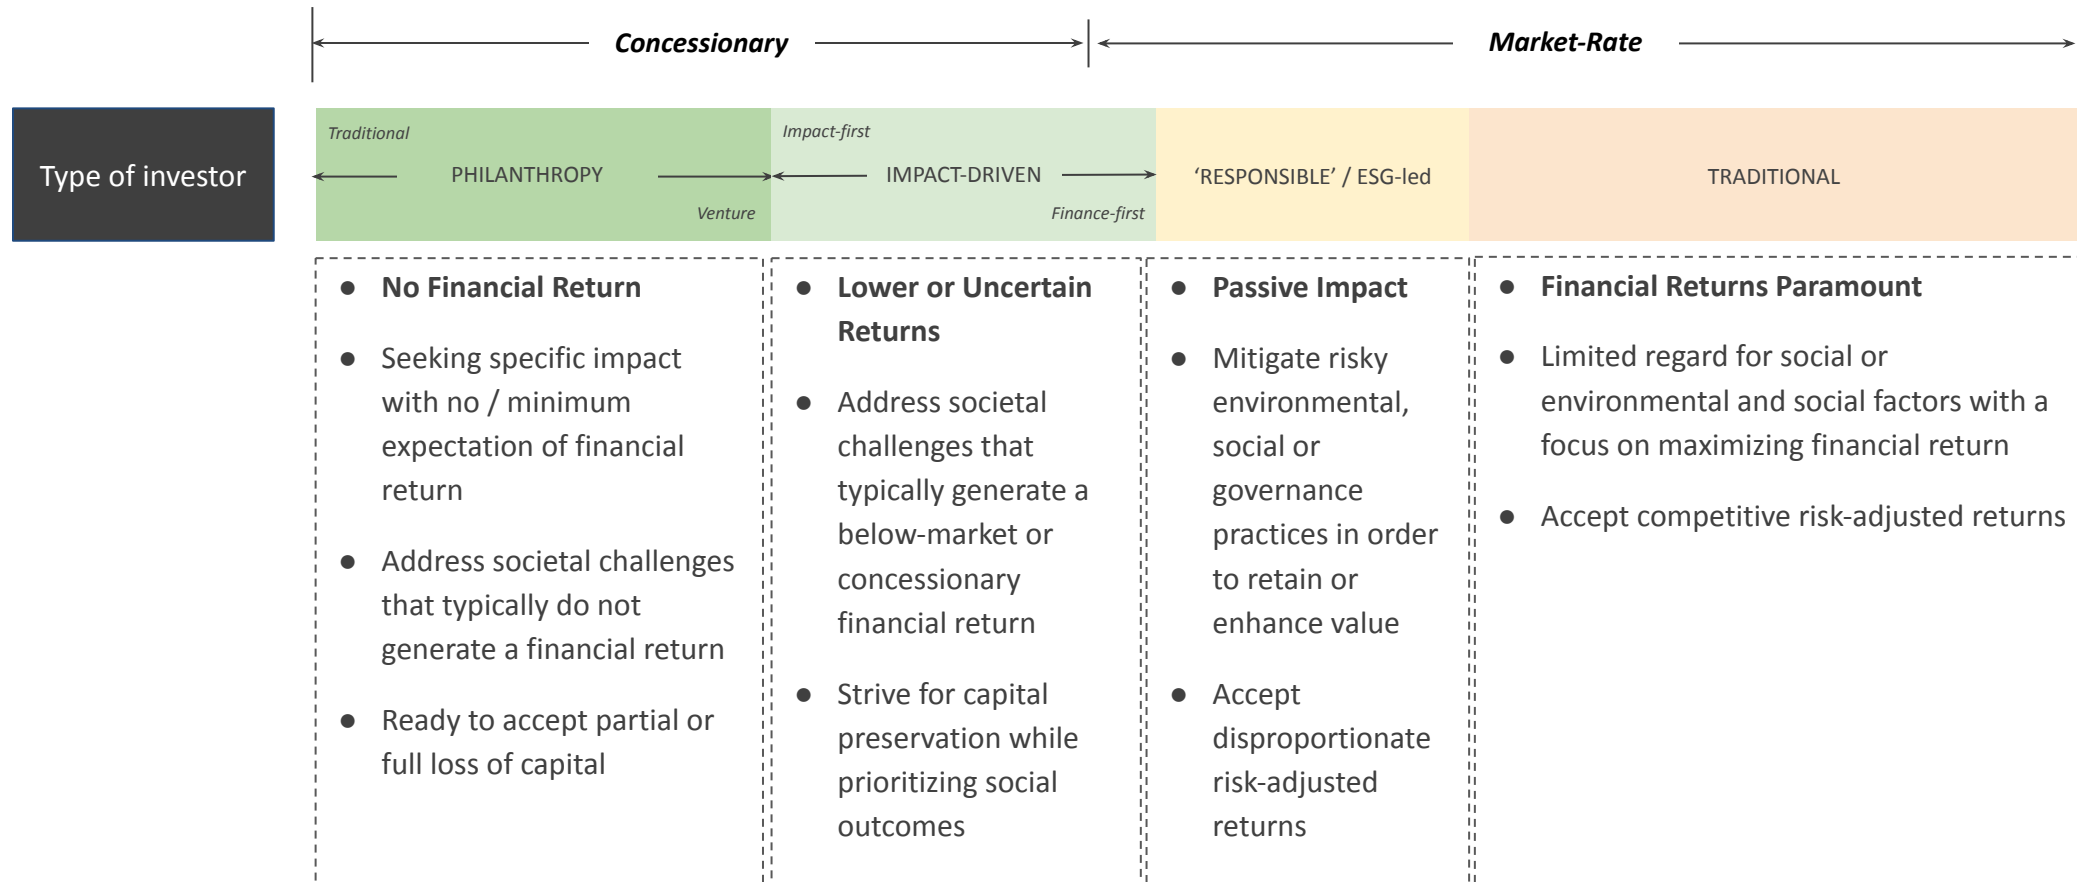 Concessionary
Market-Rate
Type of investor
Traditional
PHILANTHROPY
Venture
Impact-first
IMPACT-DRIVEN
Finance-first
‘RESPONSIBLE’ / ESG-led
TRADITIONAL
● No Financial Return
● Seeking specific impact
with no / minimum
expectation of financial
return
● Address societal challenges
that typically do not
generate a financial return
● Ready to accept partial or
full loss of capital
● Lower or Uncertain
Returns
● Address societal
challenges that
typically generate a
below-market or
concessionary
financial return
● Strive for capital
preservation while
prioritizing social
outcomes
● Passive Impact
● Mitigate risky
environmental,
social or
governance
practices in order
to retain or
enhance value
● Accept
disproportionate
risk-adjusted
returns
● Financial Returns Paramount
● Limited regard for social or
environmental and social factors with a
focus on maximizing financial return
● Accept competitive risk-adjusted returns